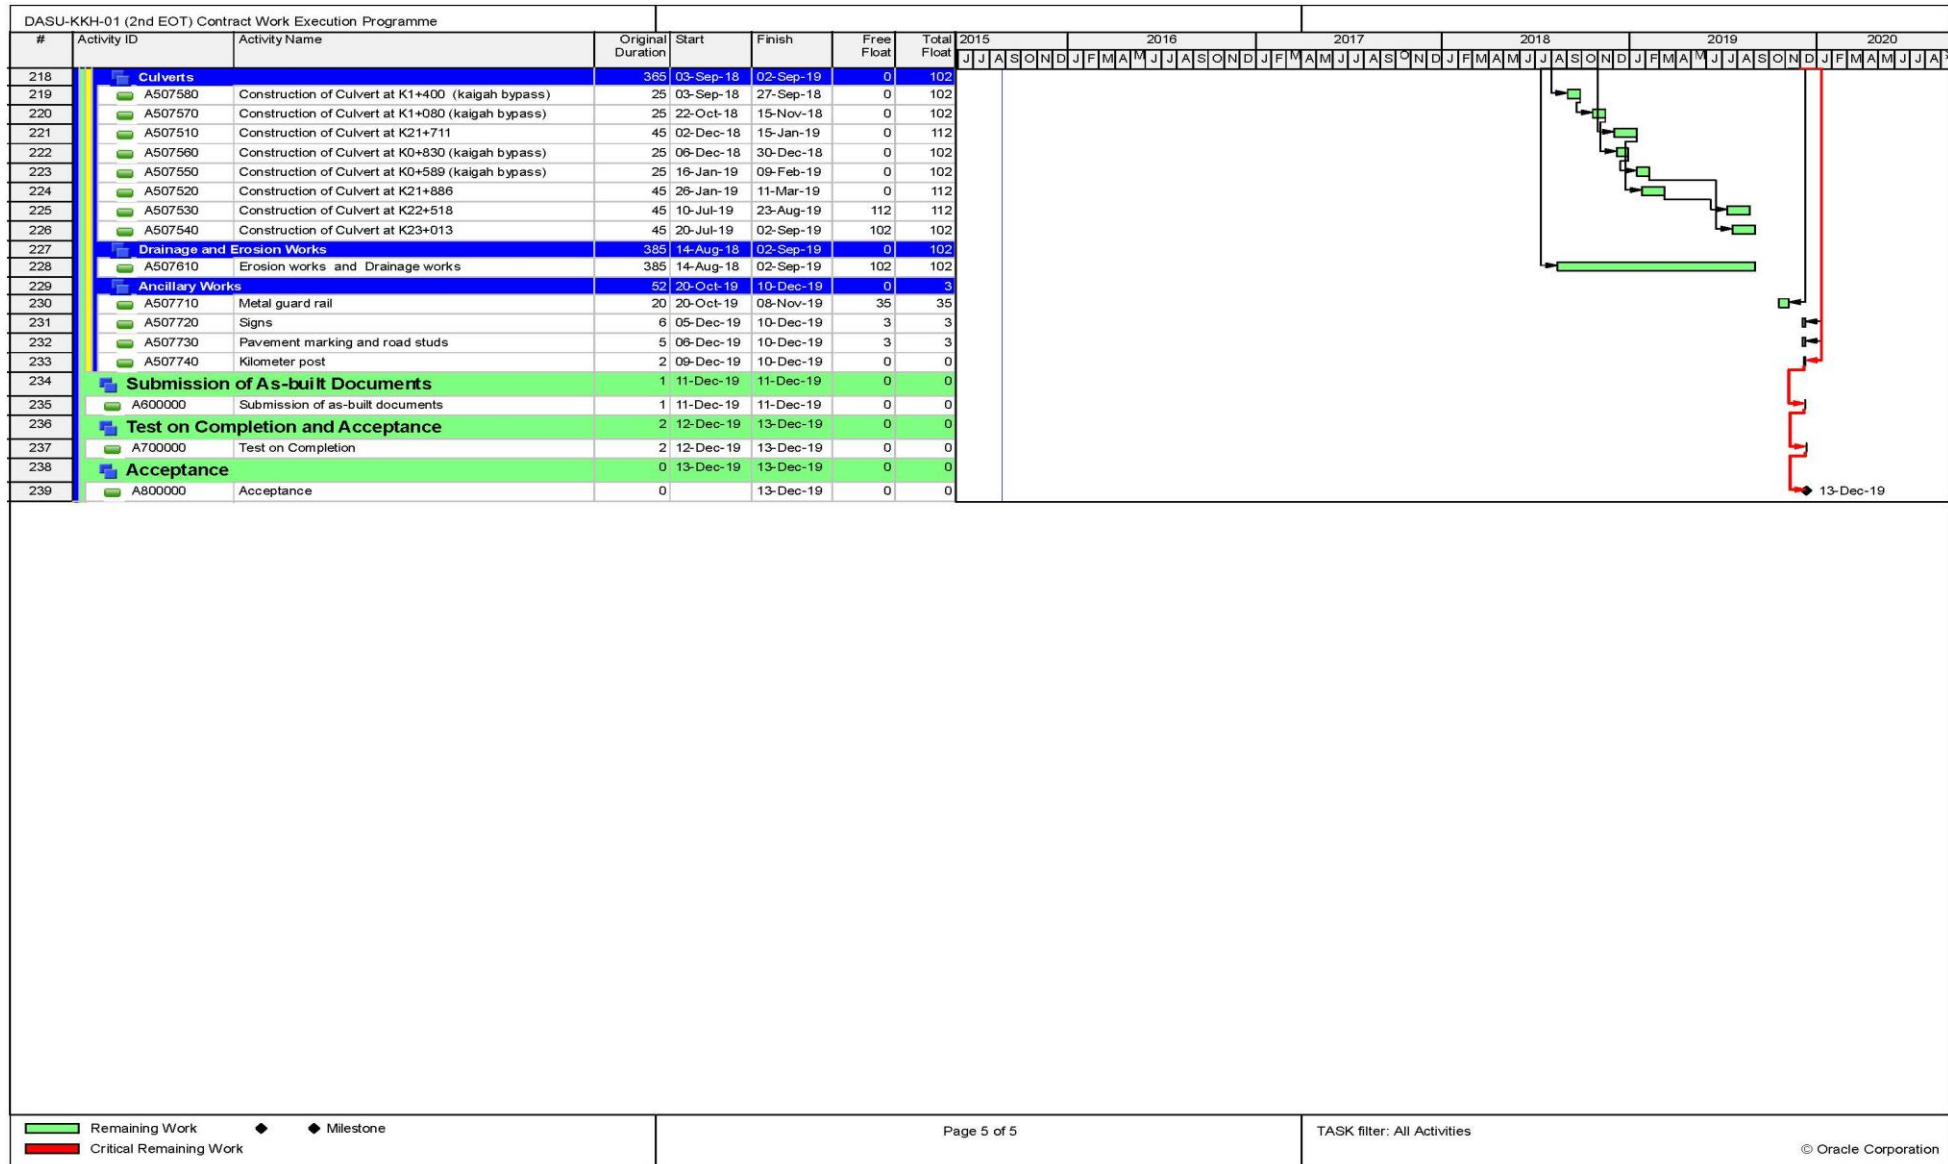 DASU-KKH-01 (2nd EOT) Contract Work Execution Programme
# Activity ID Activity Name Original Duration Start Finish Free Float Total Float 2015 2016 2017 2018 2019 2020
J J A S O N D J F M A M J J A S O N D J F M A M J J A S O N D J F M A M J J A S O N D J F M A M J J A S O N D J F M A M J J A
218 Culverts 365 03-Sep-18 02-Sep-19 0 102
219 A507580 Construction of Culvert at K1+400 (kaigah bypass) 25 03-Sep-18 27-Sep-18 0 102
220 A507570 Construction of Culvert at K1+080 (kaigah bypass) 25 22-Oct-18 15-Nov-18 0 102
221 A507510 Construction of Culvert at K21+711 45 02-Dec-18 15-Jan-19 0 112
222 A507560 Construction of Culvert at K0+830 (kaigah bypass) 25 06-Dec-18 30-Dec-18 0 102
223 A507550 Construction of Culvert at K0+589 (kaigah bypass) 25 16-Jan-19 09-Feb-19 0 102
224 A507520 Construction of Culvert at K21+886 45 26-Jan-19 11-Mar-19 0 112
225 A507530 Construction of Culvert at K22+518 45 10-Jul-19 23-Aug-19 112 112
226 A507540 Construction of Culvert at K23+013 45 20-Jul-19 02-Sep-19 102 102
227 Drainage and Erosion Works 385 14-Aug-18 02-Sep-19 0 102
228 A507610 Erosion works and Drainage works 385 14-Aug-18 02-Sep-19 102 102
229 Ancillary Works 52 20-Oct-19 10-Dec-19 0 3
230 A507710 Metal guard rail 20 20-Oct-19 08-Nov-19 35 35
231 A507720 Signs 6 05-Dec-19 10-Dec-19 3 3
232 A507730 Pavement marking and road studs 5 06-Dec-19 10-Dec-19 3 3
233 A507740 Kilometer post 2 09-Dec-19 10-Dec-19 0 0
234 Submission of As-built Documents 1 11-Dec-19 11-Dec-19 0 0
235 A600000 Submission of as-built documents 1 11-Dec-19 11-Dec-19 0 0
236 Test on Completion and Acceptance 2 12-Dec-19 13-Dec-19 0 0
237 A700000 Test on Completion 2 12-Dec-19 13-Dec-19 0 0
238 Acceptance 0 13-Dec-19 13-Dec-19 0 0
239 A800000 Acceptance 0 13-Dec-19 0 0 13-Dec-19
Remaining Work Milestone Page 5 of 5 TASK filter: All Activities
Critical Remaining Work © Oracle Corporation